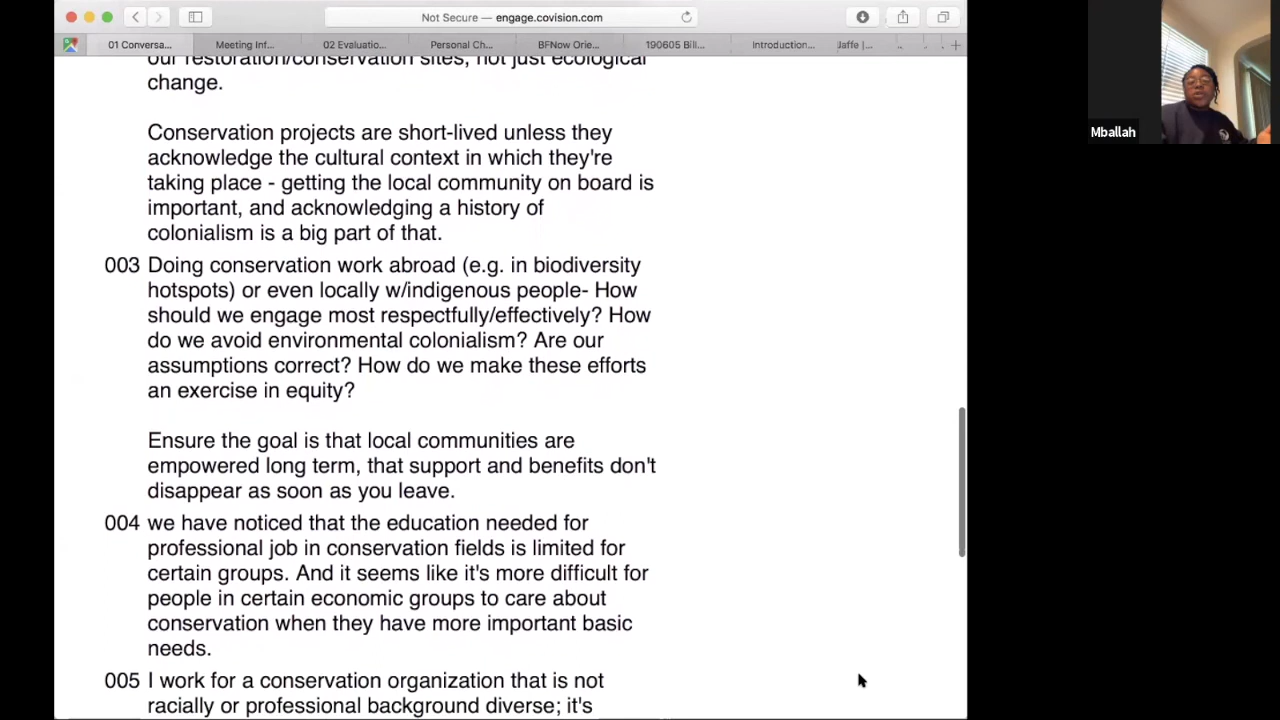 Not Secure — engage.covision.com
01 Conversa...
Meeting Inf...
02 Evaluatio...
Personal Ch...
BFNow Orie...
190605 Bili...
Introduction...
Jaffe |...
our restoration/conservation sites, not just ecological
change.
Conservation projects are short-lived unless they
acknowledge the cultural context in which they're
taking place - getting the local community on board is
important, and acknowledging a history of
colonialism is a big part of that.
003 Doing conservation work abroad (e.g. in biodiversity
hotspots) or even locally w/indigenous people- How
should we engage most respectfully/effectively? How
do we avoid environmental colonialism? Are our
assumptions correct? How do we make these efforts
an exercise in equity?
Ensure the goal is that local communities are
empowered long term, that support and benefits don't
disappear as soon as you leave.
004 we have noticed that the education needed for
professional job in conservation fields is limited for
certain groups. And it seems like it's more difficult for
people in certain economic groups to care about
conservation when they have more important basic
needs.
005 I work for a conservation organization that is not
racially or professional background diverse; it's
Mballah